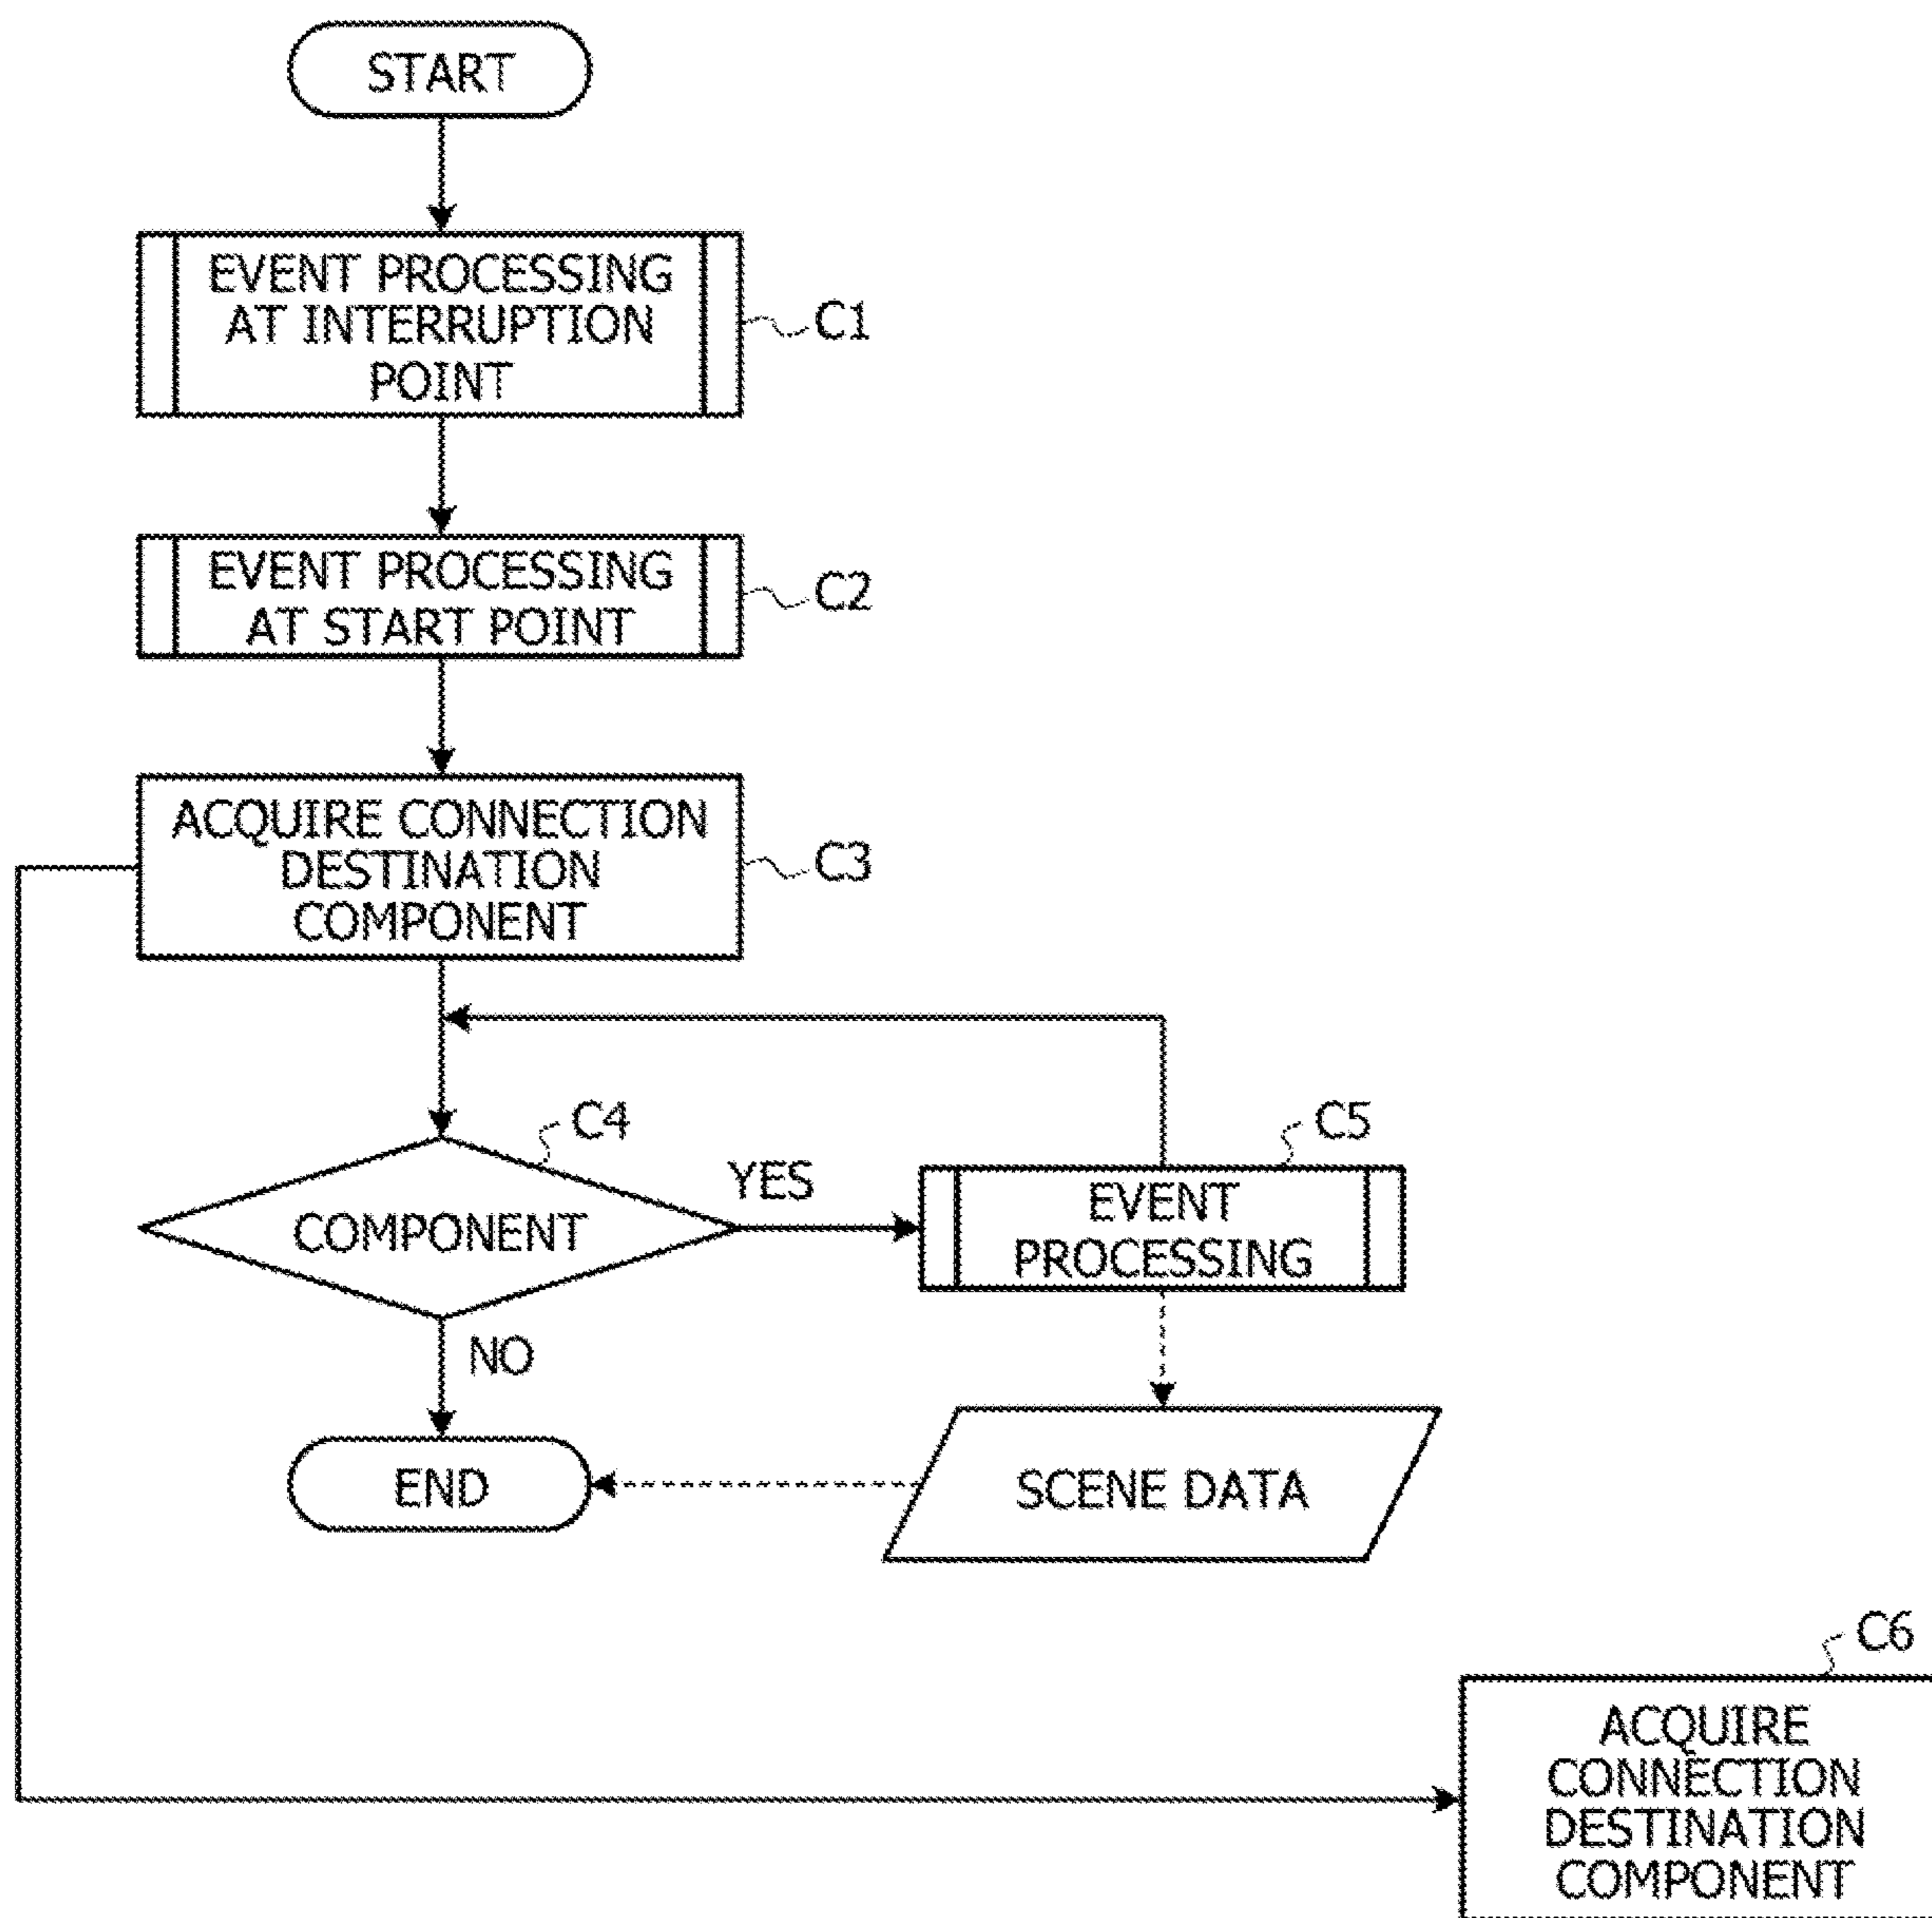 START
EVENT PROCESSING
AT INTERRUPTION
POINT
C1
EVENT PROCESSING
AT START POINT
C2
ACQUIRE CONNECTION
DESTINATION
COMPONENT
C3
C4
COMPONENT
YES
NO
C5
EVENT
PROCESSING
END
SCENE DATA
C6
ACQUIRE
CONNECTION
DESTINATION
COMPONENT